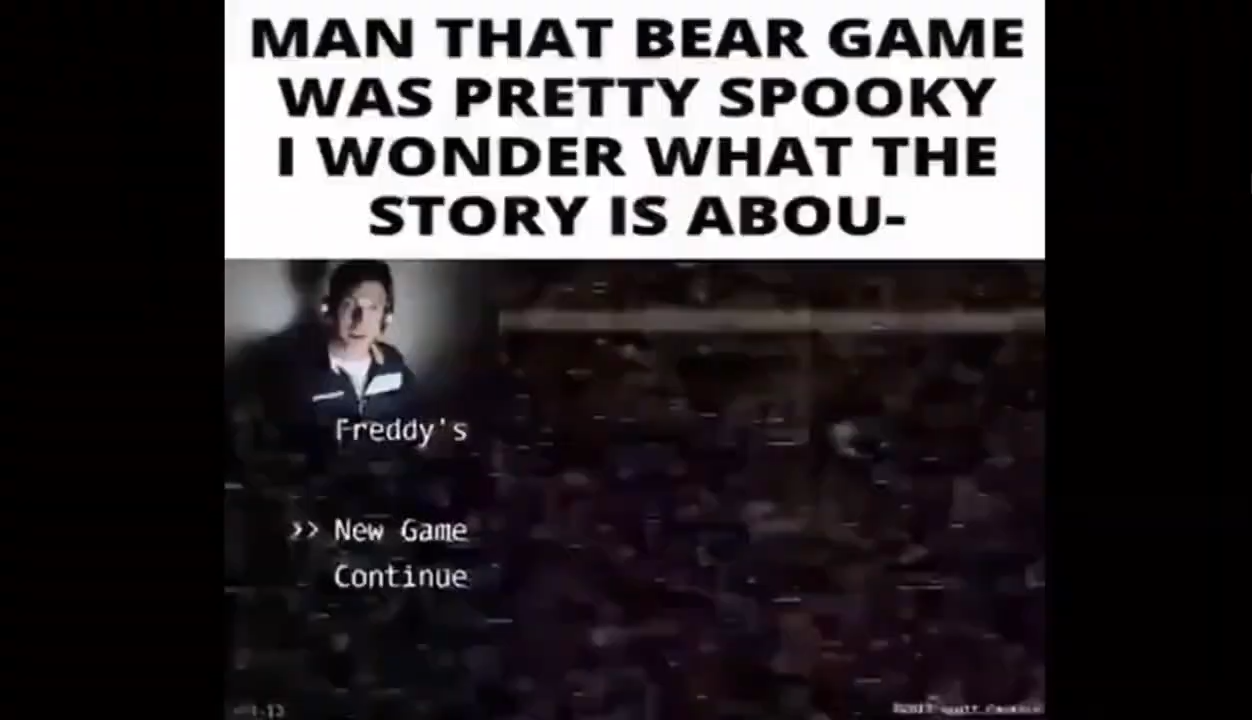 MAN THAT BEAR GAME
WAS PRETTY SPOOKY
I WONDER WHAT THE
STORY IS ABOU-
Freddy's
>> New Game
Continue